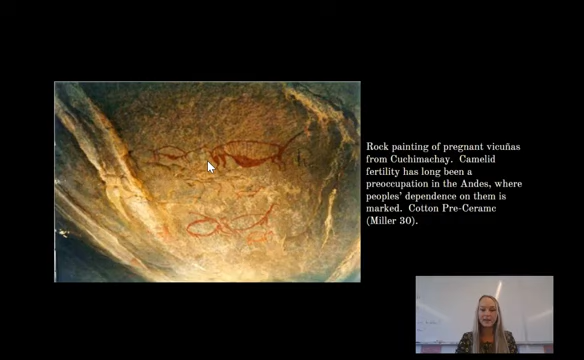 Rock painting of pregnant vicuñas
from Cuchimachay. Camelid
fertility has long been a
preoccupation in the Andes, where
peoples' dependence on them is
marked. Cotton Pre-Ceramc
(Miller 30).